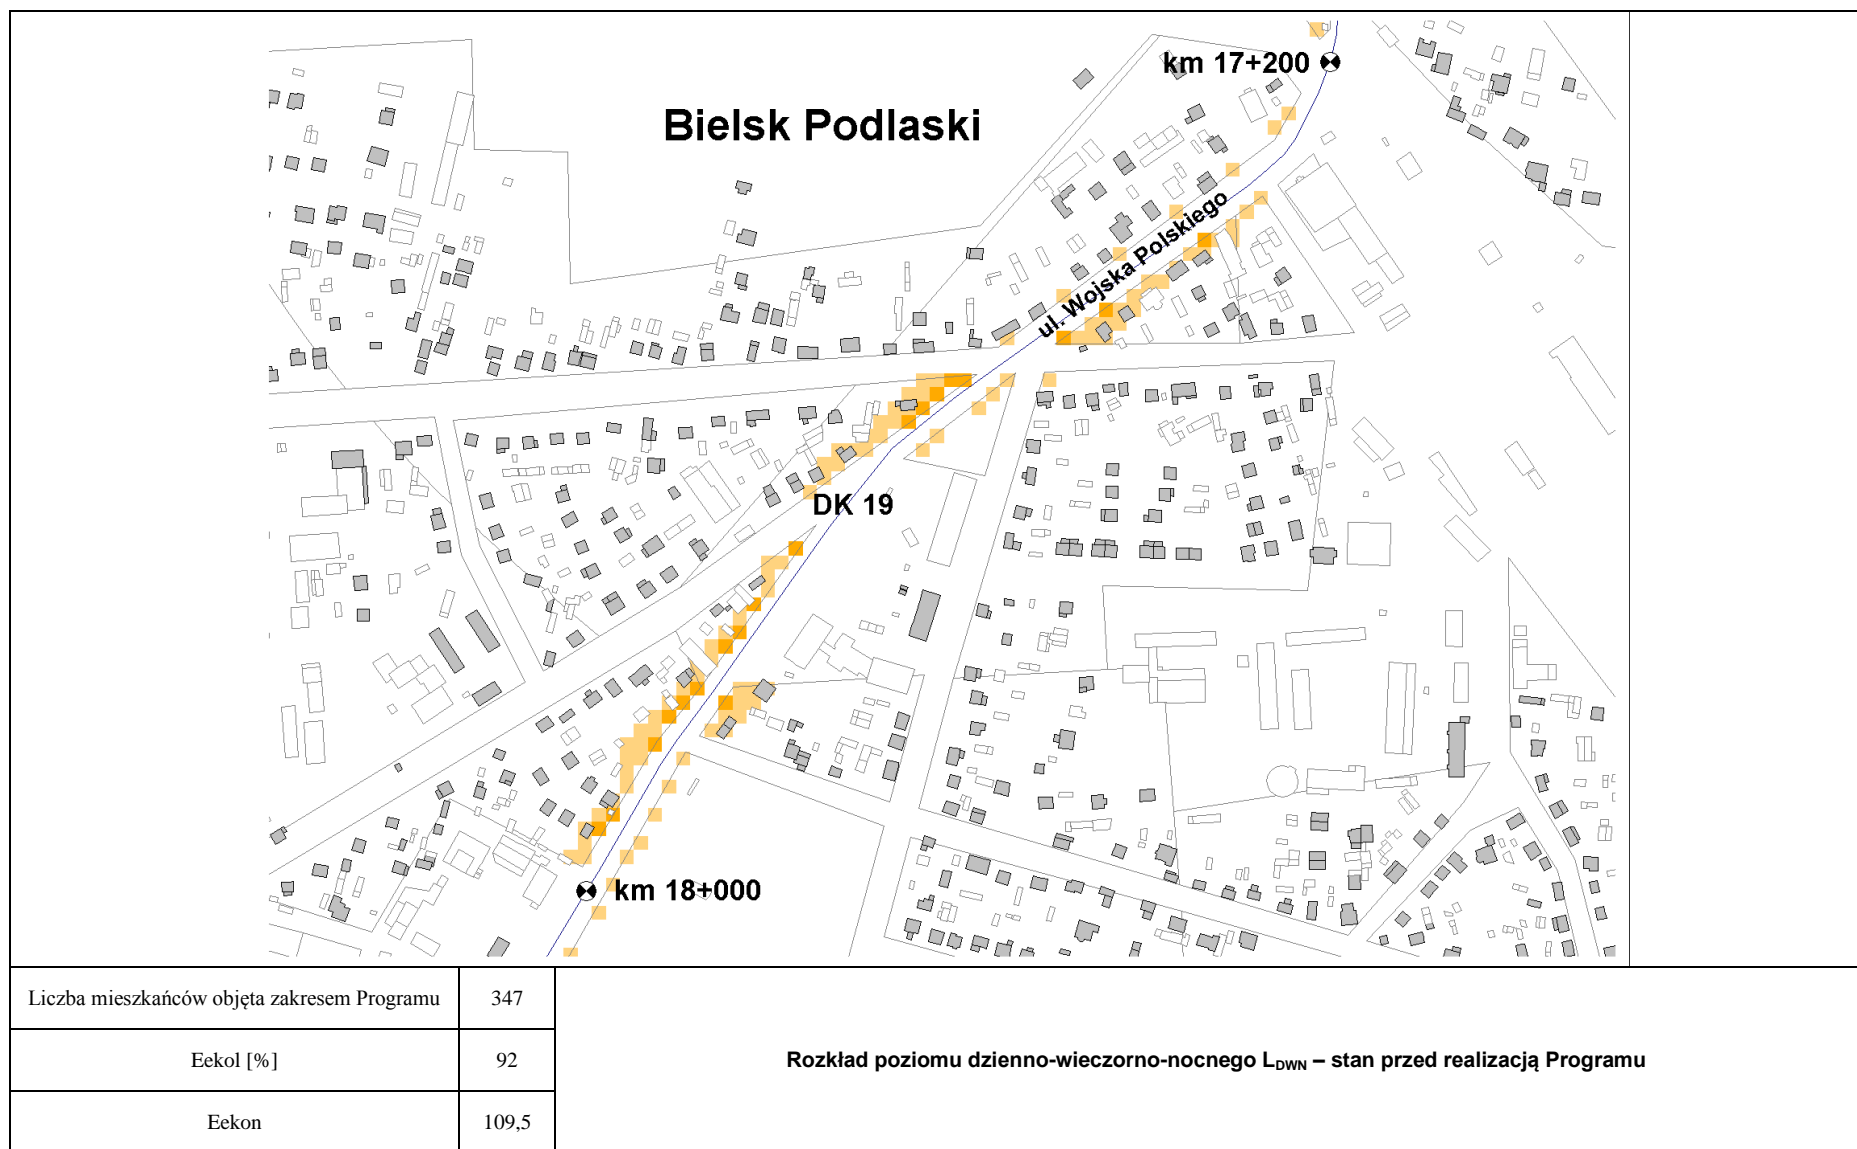 km 17+200
Bielsk Podlaski
ul. Wojska Polskiego
DK 19
km 18+000
Liczba mieszkańców objęta zakresem Programu 347
Eekol [%] 92
Rozkład poziomu dzienno-wieczorno-nocnego LDWN – stan przed realizacją Programu
Eekon 109,5